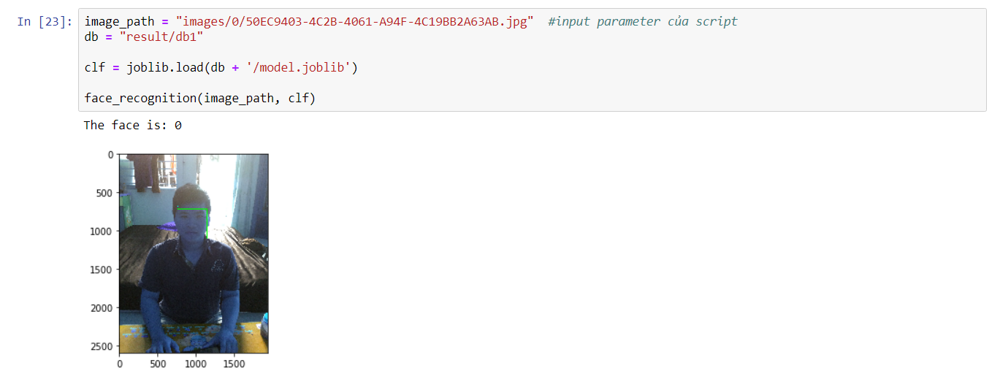 In [23]: image_path = "images/0/50EC9403-4C2B-4061-A94F-4C19BB2A63AB.jpg"  #input parameter của script
db = "result/db1"
clf = joblib.load(db + '/model.joblib')
face_recognition(image_path, clf)
The face is: 0
0
500
1000
1500
2000
2500
0 500 1000 1500